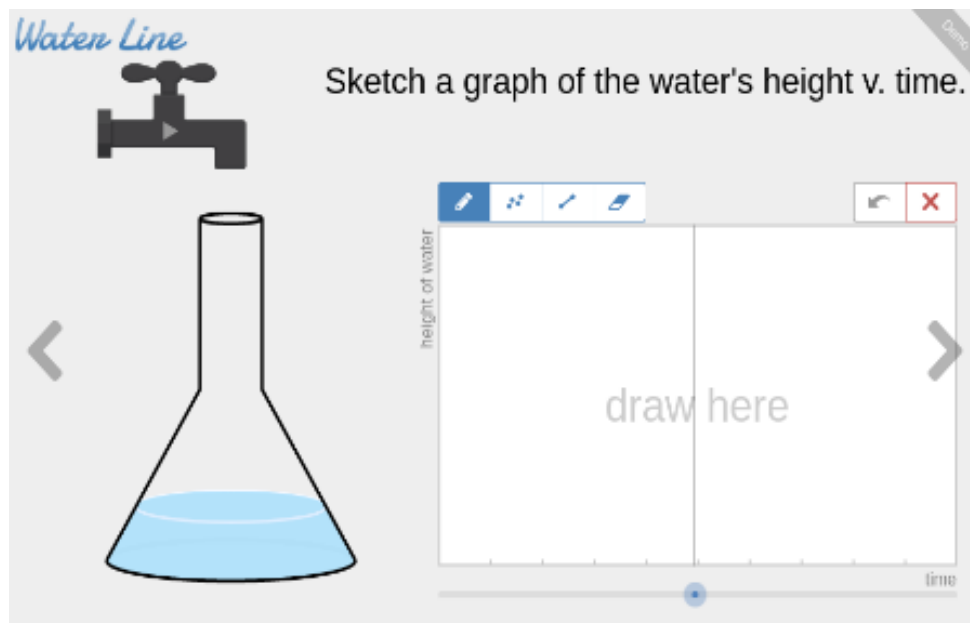 Water Line
Demo
Sketch a graph of the water's height v. time.
height of water
draw here
time